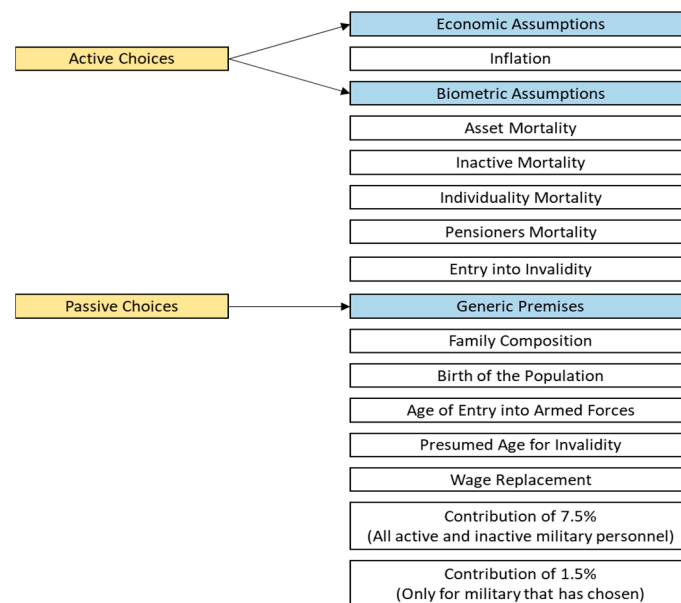 Economic Assumptions
Active Choices
Inflation
Biometric Assumptions
Asset Mortality
Inactive Mortality
Individuality Mortality
Pensioners Mortality
Entry into Invalidity
Passive Choices
Generic Premises
Family Composition
Birth of the Population
Age of Entry into Armed Forces
Presumed Age for Invalidity
Wage Replacement
Contribution of 7.5%
(All active and inactive military personnel)
Contribution of 1.5%
(Only for military that has chosen)